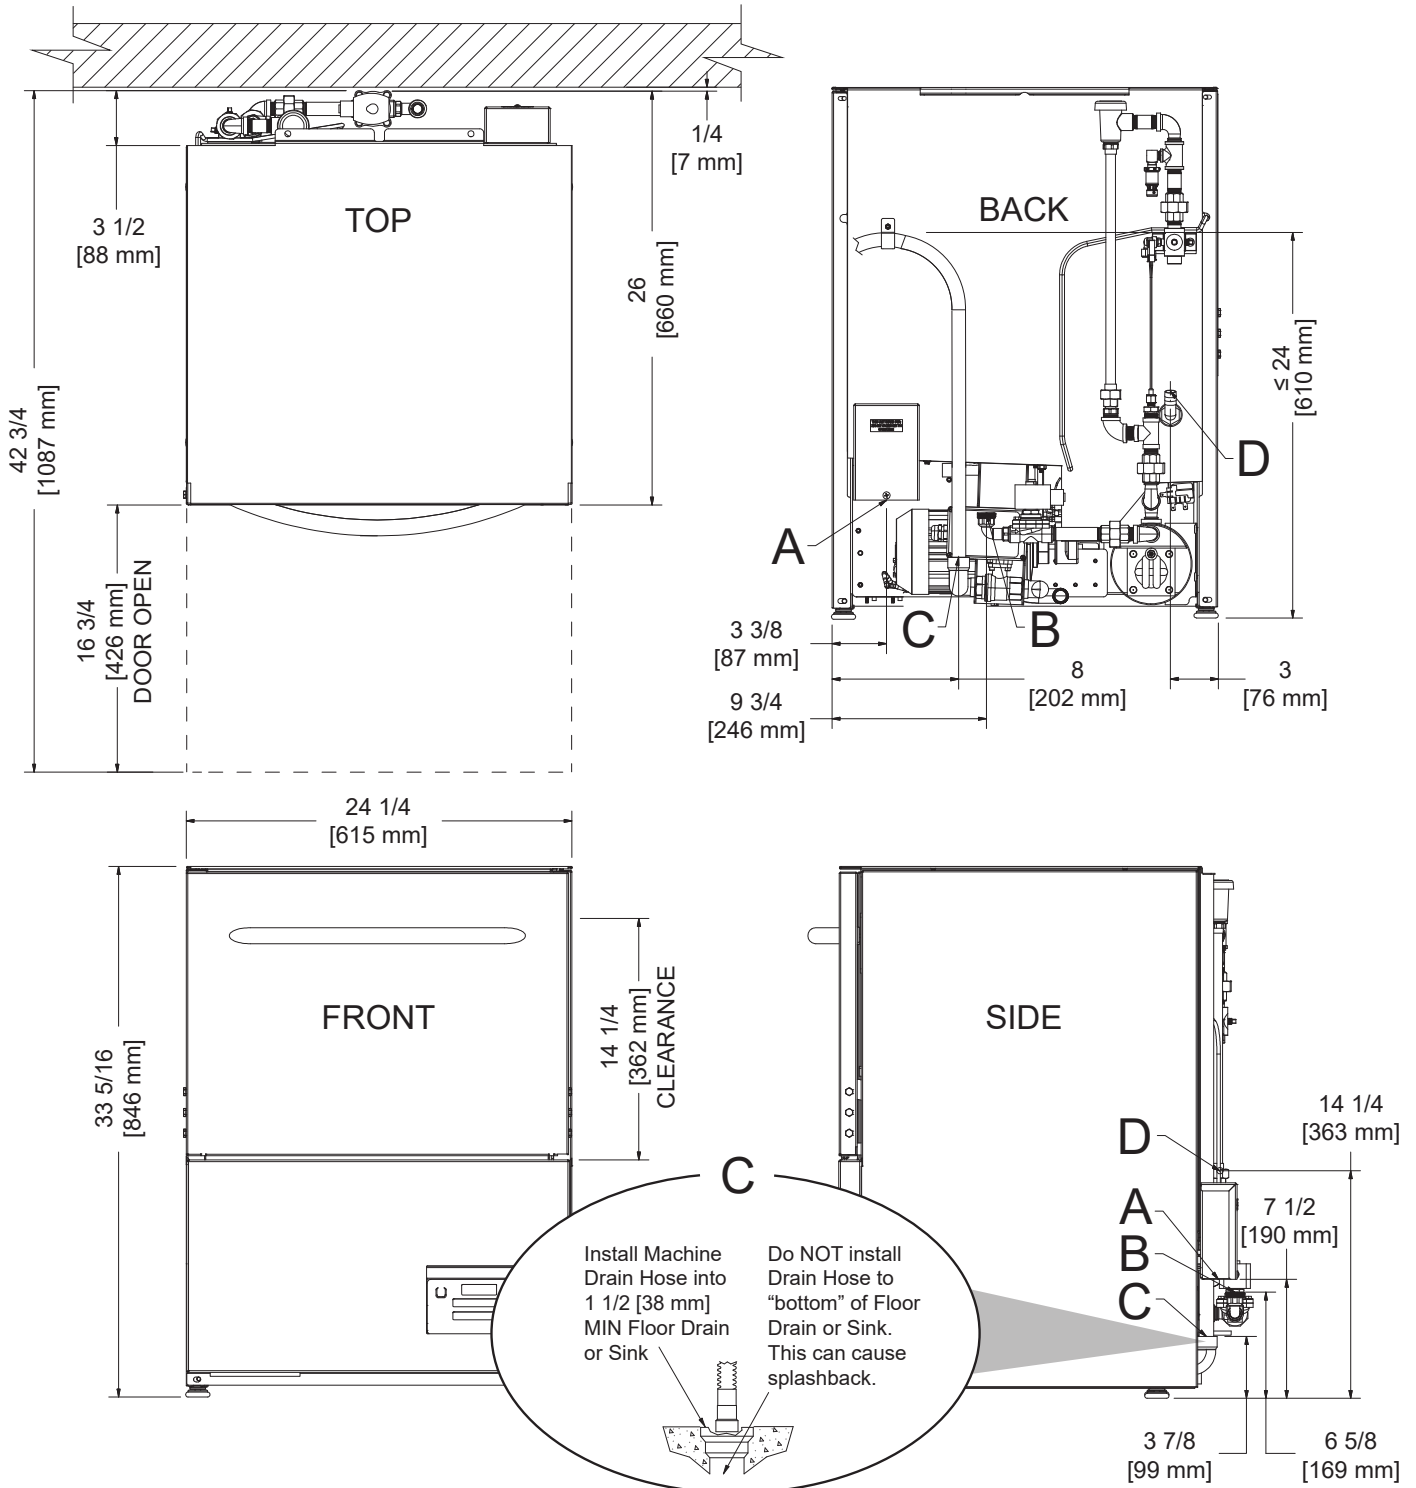 TOP
3 1/2
[88 mm]
1/4
[7 mm]
26
[660 mm]
42 3/4
[1087 mm]
16 3/4
[426 mm]
DOOR OPEN
BACK
≤ 24
[610 mm]
D
A
C
B
3 3/8
[87 mm]
8
[202 mm]
3
[76 mm]
9 3/4
[246 mm]
24 1/4
[615 mm]
FRONT
33 5/16
[846 mm]
14 1/4
[362 mm]
CLEARANCE
SIDE
14 1/4
[363 mm]
D
A
B
C
7 1/2
[190 mm]
3 7/8
[99 mm]
6 5/8
[169 mm]
C
Install Machine
Drain Hose into
1 1/2 [38 mm]
MIN Floor Drain
or Sink
Do NOT install
Drain Hose to
“bottom” of Floor
Drain or Sink.
This can cause
splashback.